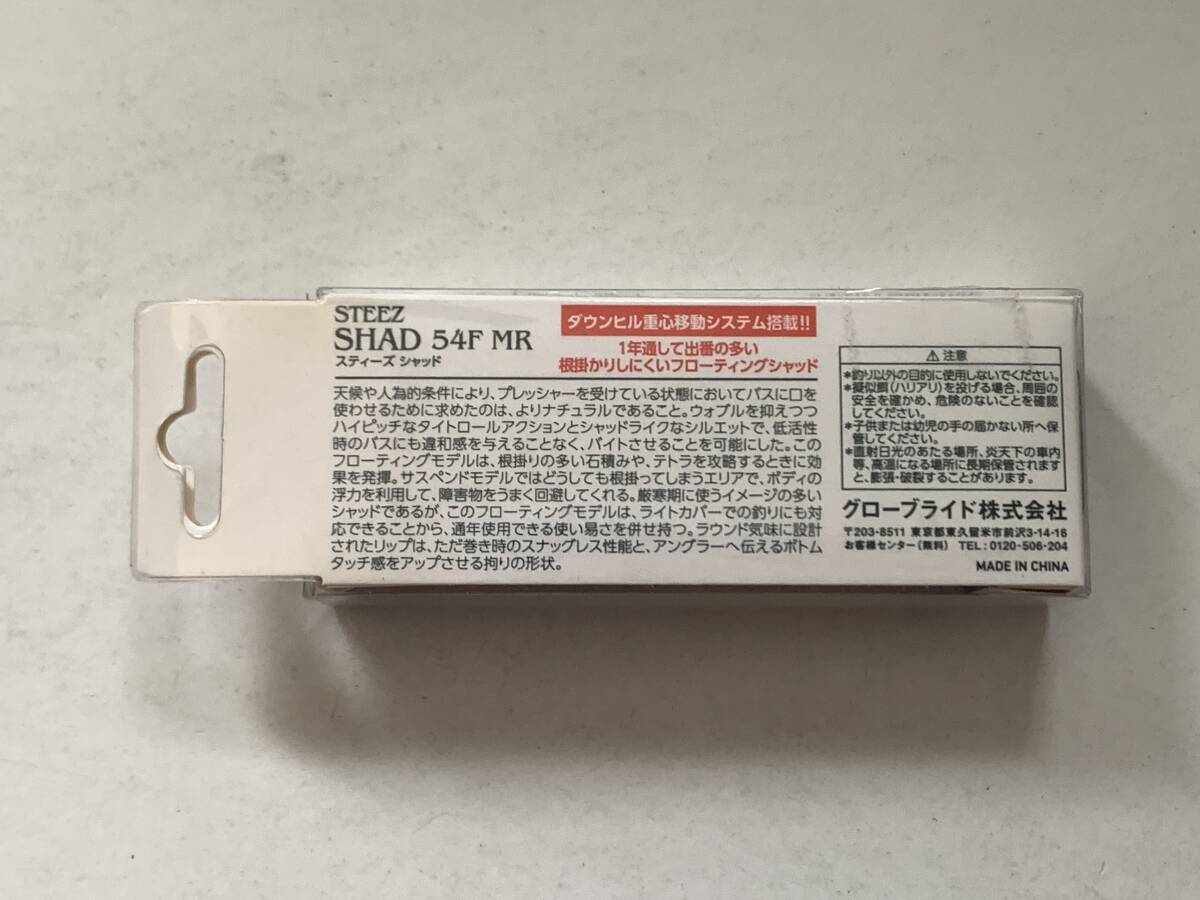 STEEZ
SHAD 54F MR
スティーズ シャッド
ダウンヒル重心移動システム搭載!!
1年通して出番の多い
根掛かりしにくいフローティングシャッド
天候や人為的条件により、プレッシャーを受けている状態においてバスに口を
使わせるために求めたのは、よりナチュラルであること。ウォブルを抑えつつ
ハイピッチなタイトロールアクションとシャッドライクなシルエットで、低活性
時のバスにも違和感を与えることなく、バイトさせることを可能にした。この
フローティングモデルは、根掛りの多い石積みや、テトラを攻略するときに効
果を発揮。サスペンドモデルではどうしても根掛ってしまうエリアで、ボディの
浮力を利用して、障害物をうまく回避してくれる。厳寒期に使うイメージの多い
シャッドであるが、このフローティングモデルは、ライトカバーでの釣りにも対
応できることから、通年使用できる使い易さを併せ持つ。ラウンド気味に設計
されたリップは、ただ巻き時のスナッグレス性能と、アングラーへ伝えるボトム
タッチ感をアップさせる拘りの形状。
⚠ 注意
*釣り以外の目的に使用しないでください。
*擬似餌(ハリアリ)を投げる場合、周囲の
安全を確かめ、危険のないことを確認
してください。
*子供または幼児の手の届かない所へ保
管してください。
*直射日光のあたる場所、炎天下の車内
等、高温になる場所に長期保管されます
と、膨張・破裂することがあります。
グローブライド株式会社
〒203-8511 東京都東久留米市前沢3-14-16
お客様センター(無料) TEL:0120-506-204
MADE IN CHINA